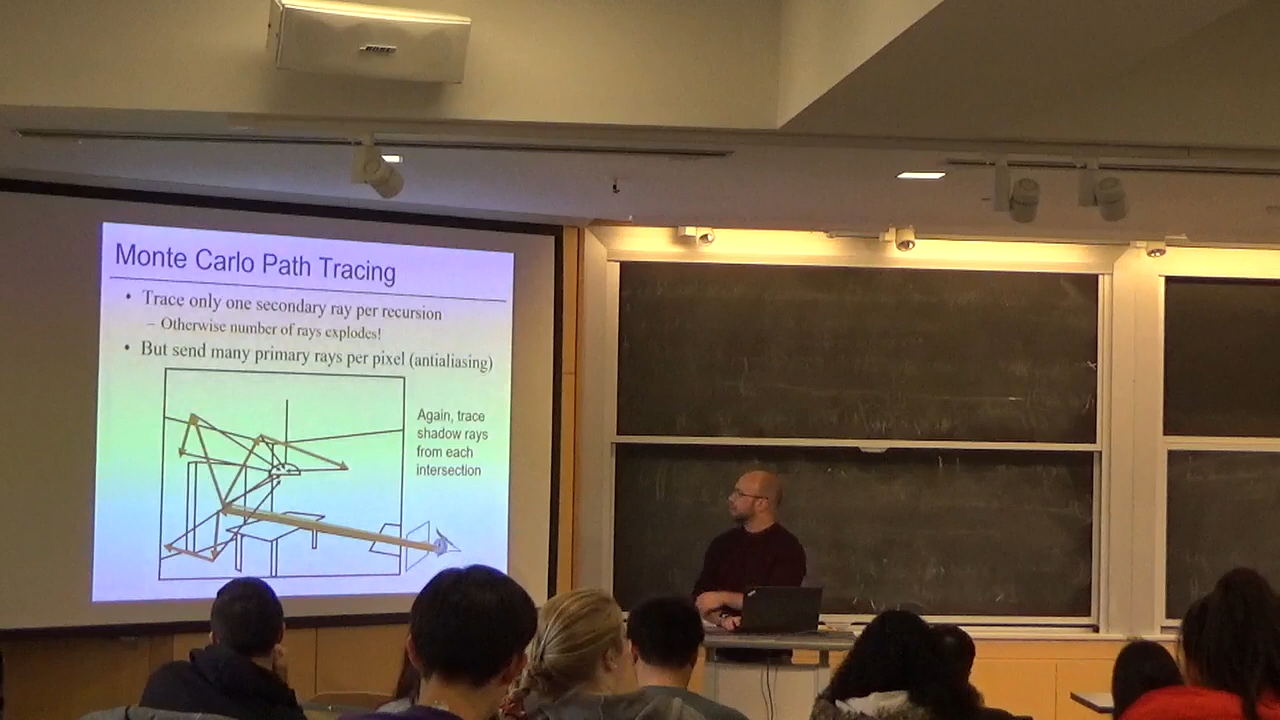 BOSE
Monte Carlo Path Tracing
• Trace only one secondary ray per recursion
– Otherwise number of rays explodes!
• But send many primary rays per pixel (antialiasing)
Again, trace
shadow rays
from each
intersection